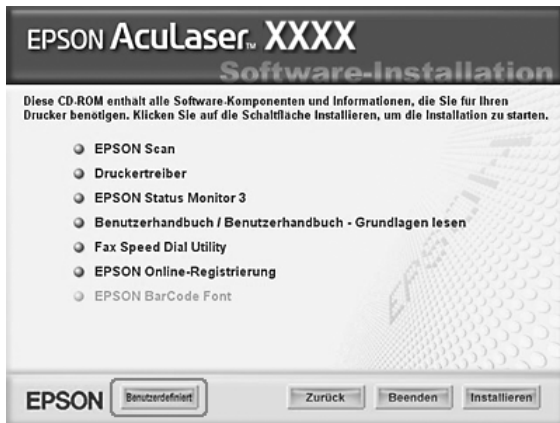 EPSON AcuLaser™ XXXX
Software-Installation
Diese CD-ROM enthält alle Software-Komponenten und Informationen, die Sie für Ihren
Drucker benötigen. Klicken Sie auf die Schaltfläche Installieren, um die Installation zu starten.
EPSON Scan
Druckertreiber
EPSON Status Monitor 3
Benutzerhandbuch / Benutzerhandbuch - Grundlagen lesen
Fax Speed Dial Utility
EPSON Online-Registrierung
EPSON BarCode Font
EPSON
EPSON Benutzerdefiniert Zurück Beenden Installieren